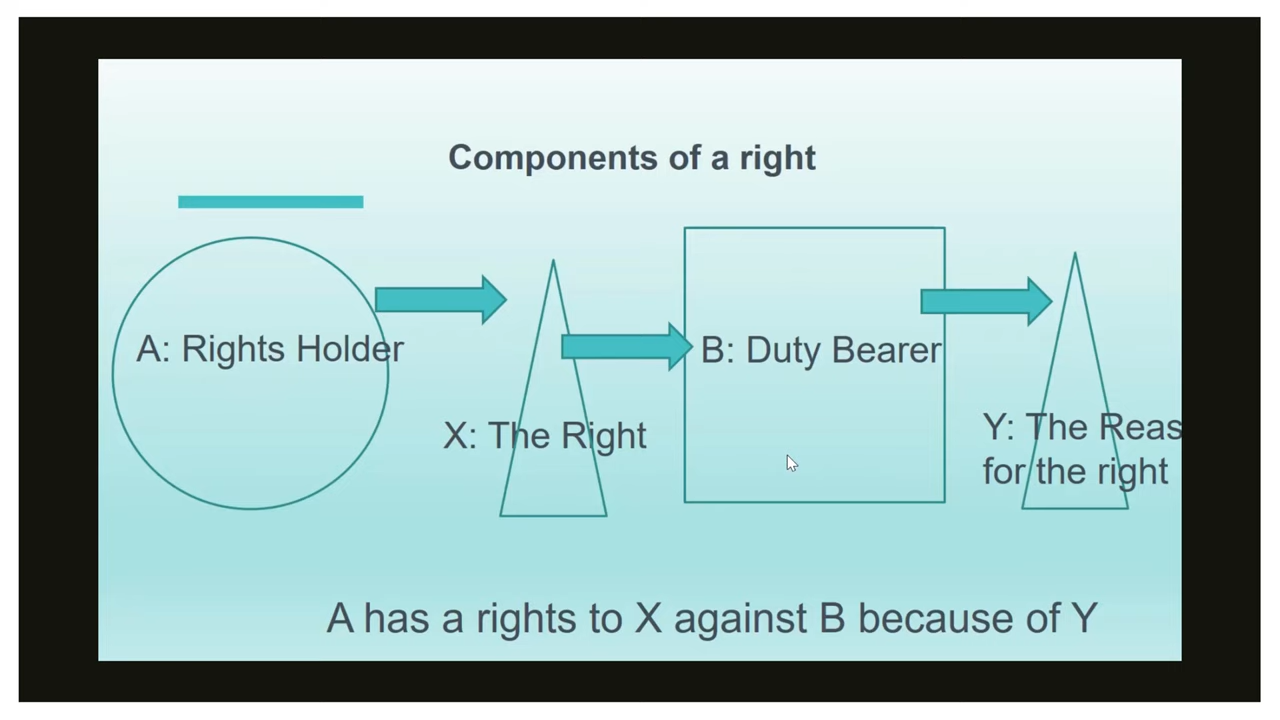 Components of a right
A: Rights Holder
X: The Right
B: Duty Bearer
Y: The Reas
for the right
A has a rights to X against B because of Y